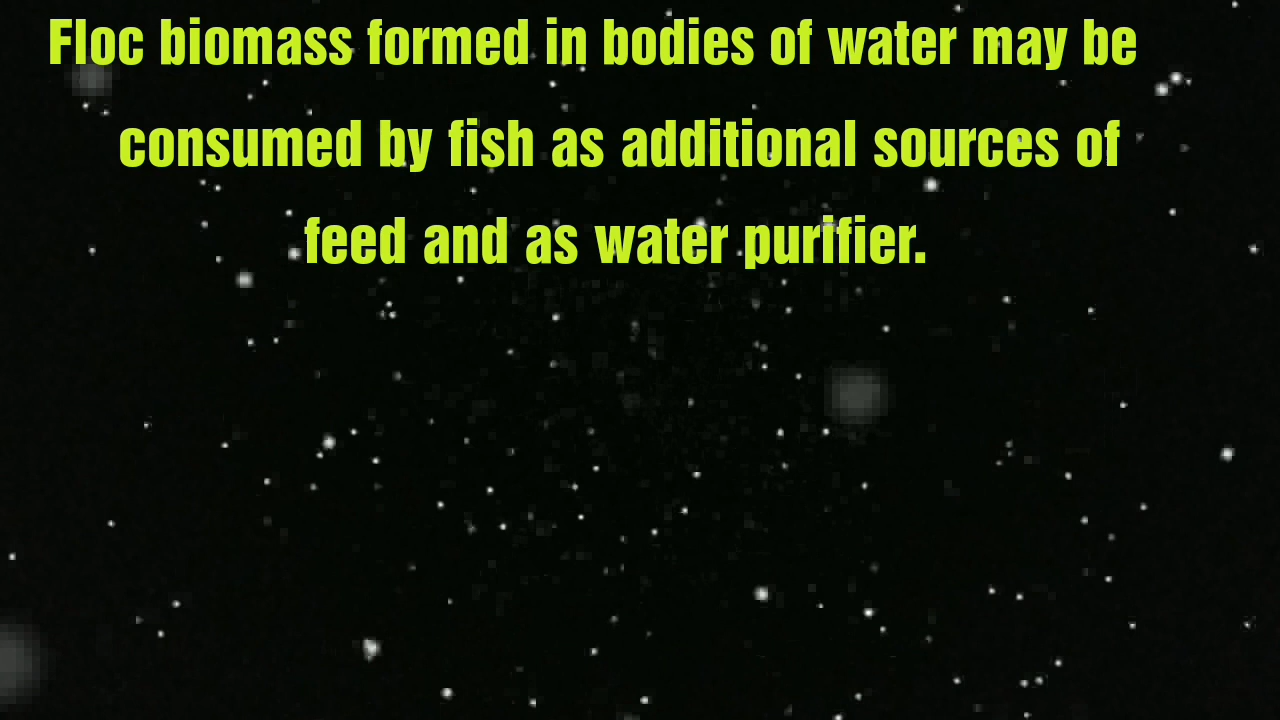 Floc biomass formed in bodies of water may be
consumed by fish as additional sources of
feed and as water purifier.